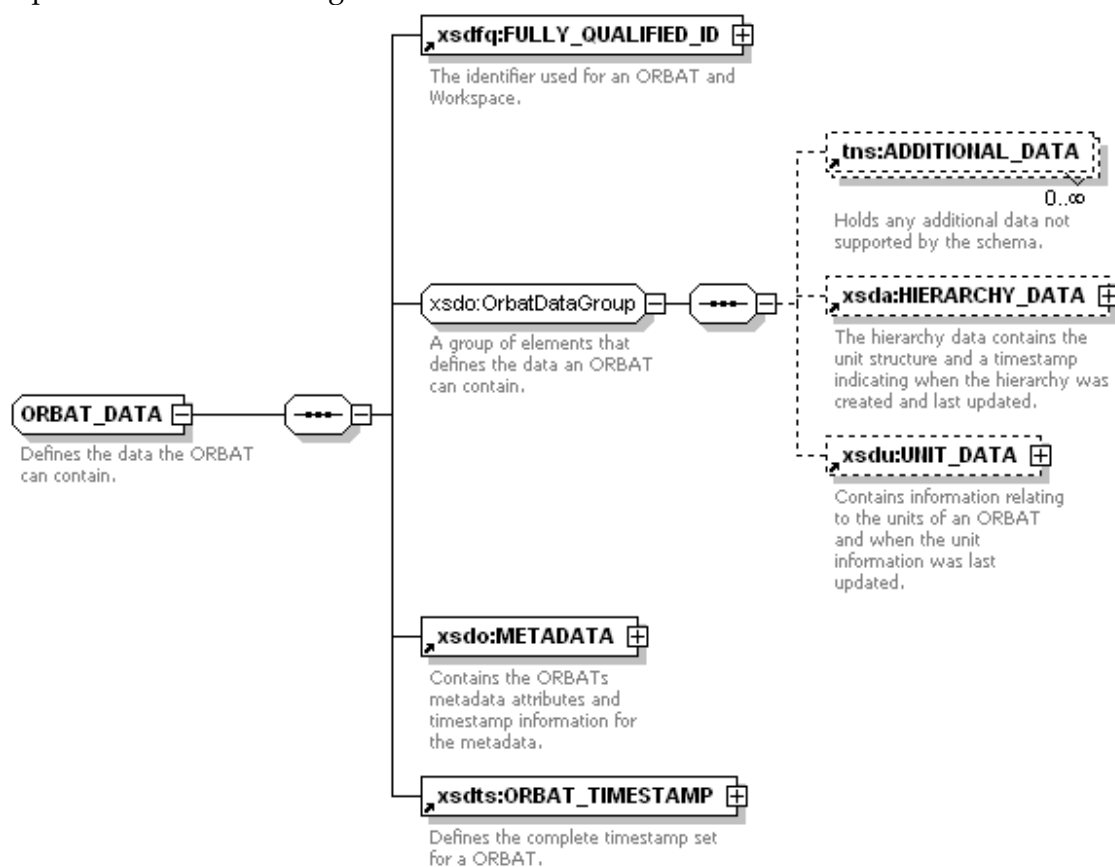 xsdfq:FULLY_QUALIFIED_ID
The identifier used for an ORBAT and
Workspace.
tns:ADDITIONAL_DATA
0..∞
Holds any additional data not
supported by the schema.
xsdo:OrbatDataGroup
A group of elements that
defines the data an ORBAT
can contain.
xsda:HIERARCHY_DATA
The hierarchy data contains the
unit structure and a timestamp
indicating when the hierarchy was
created and last updated.
ORBAT_DATA
Defines the data the ORBAT
can contain.
xsdu:UNIT_DATA
Contains information relating
to the units of an ORBAT
and when the unit
information was last
updated.
xsdo:METADATA
Contains the ORBATs
metadata attributes and
timestamp information for
the metadata.
xsdts:ORBAT_TIMESTAMP
Defines the complete timestamp set
for a ORBAT.